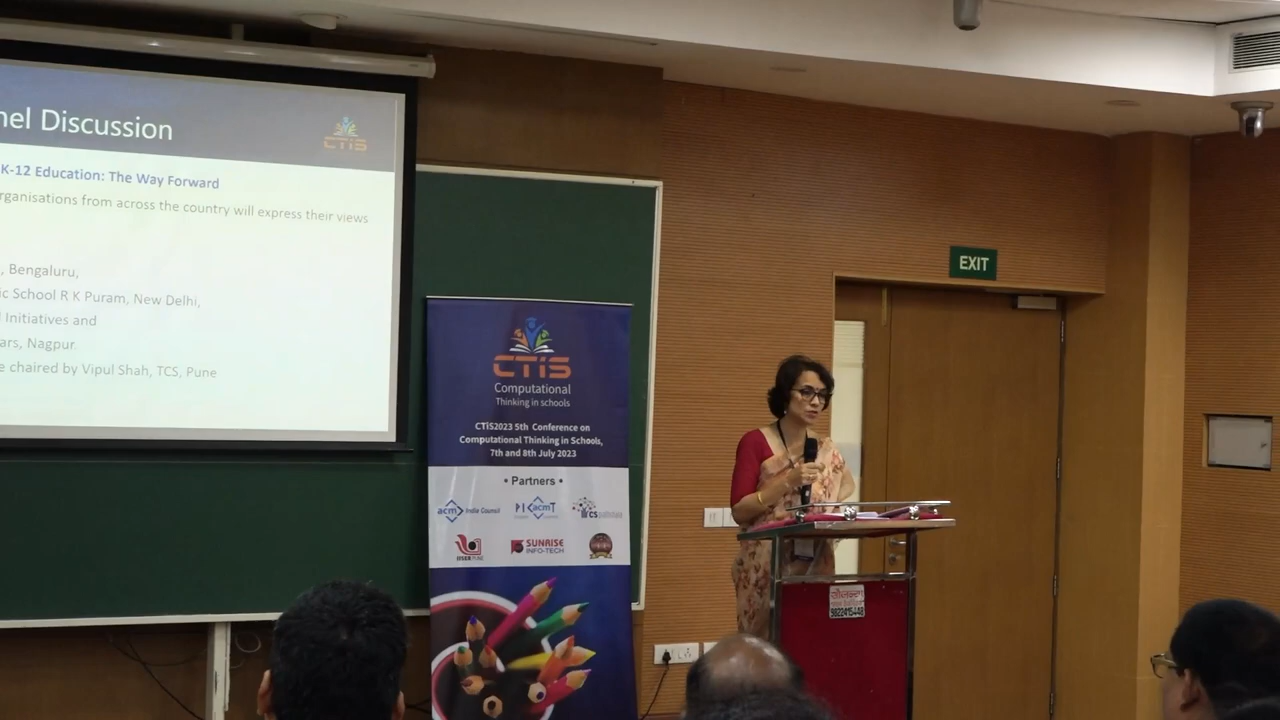 nel Discussion
CTiS
K-12 Education: The Way Forward
rganisations from across the country will express their views
, Bengaluru,
ic School R K Puram, New Delhi,
l Initiatives and
ars, Nagpur.
e chaired by Vipul Shah, TCS, Pune
EXIT
CTiS
Computational
Thinking in schools
CTiS2023 5th Conference on
Computational Thinking in Schools,
7th and 8th July 2023
• Partners •
acm India Council
acmT
CS
SUNRISE
INFO-TECH
9822415448